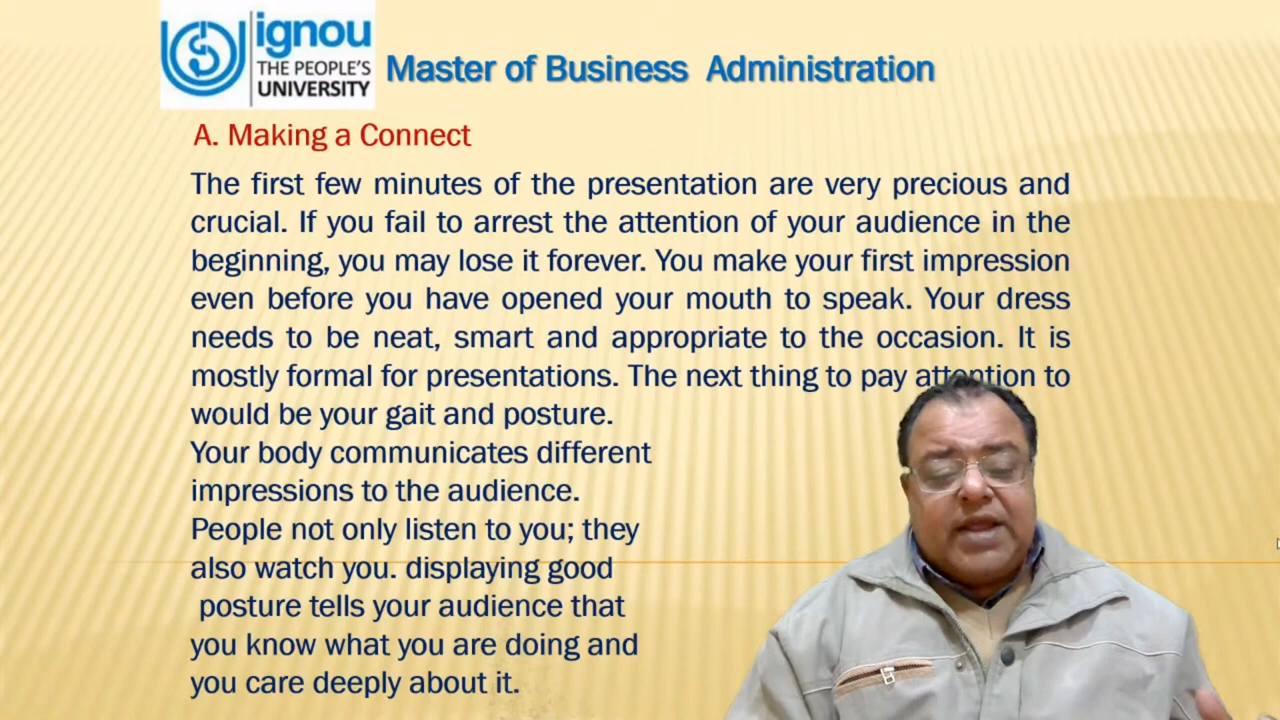 ignou
THE PEOPLE'S
UNIVERSITY
Master of Business Administration
A. Making a Connect
The first few minutes of the presentation are very precious and
crucial. If you fail to arrest the attention of your audience in the
beginning, you may lose it forever. You make your first impression
even before you have opened your mouth to speak. Your dress
needs to be neat, smart and appropriate to the occasion. It is
mostly formal for presentations. The next thing to pay attention to
would be your gait and posture.
Your body communicates different
impressions to the audience.
People not only listen to you; they
also watch you. displaying good
posture tells your audience that
you know what you are doing and
you care deeply about it.